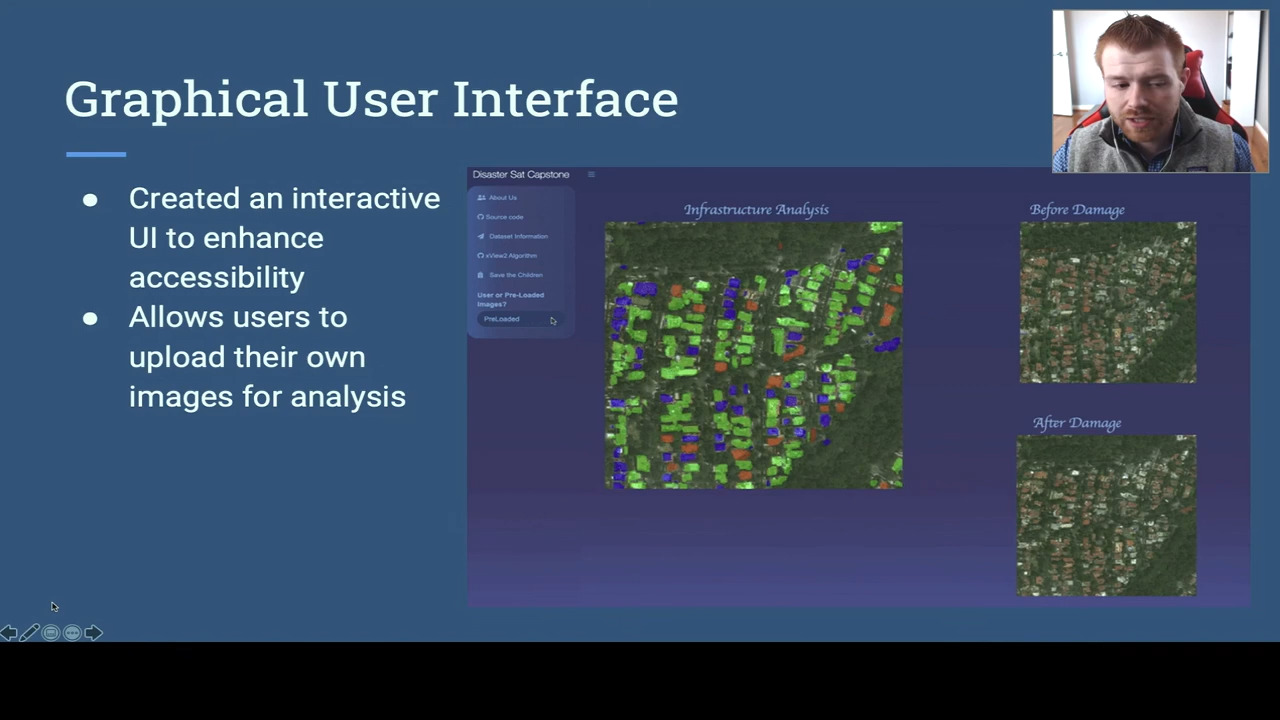 Graphical User Interface
● Created an interactive
UI to enhance
accessibility
● Allows users to
upload their own
images for analysis
Disaster Sat Capstone
About Us
Source code
Dataset Information
xView2 Algorithm
Save the Children
User or Pre-Loaded
Images?
PreLoaded
Infrastructure Analysis
Before Damage
After Damage